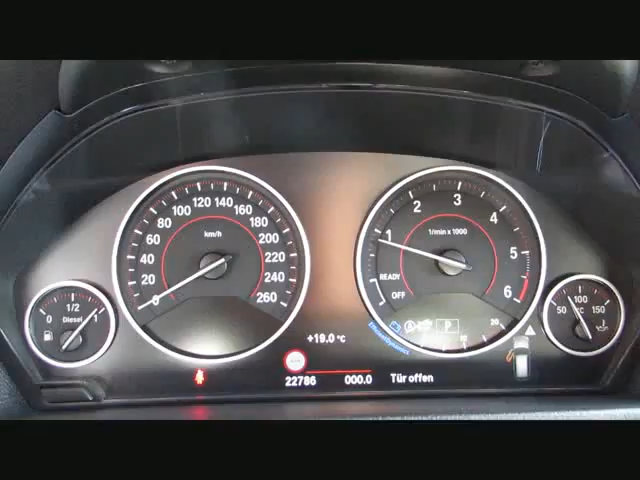 0 1/2 1
Diesel
0 20 40 60 80 100 120 140 160 180 200 220 240 260
km/h
1 2 3 4 5 6
1/min x 1000
READY
OFF
EfficientDynamics
P
20
50 100 150
°C
+19.0 °C
22786 000.0 Tür offen